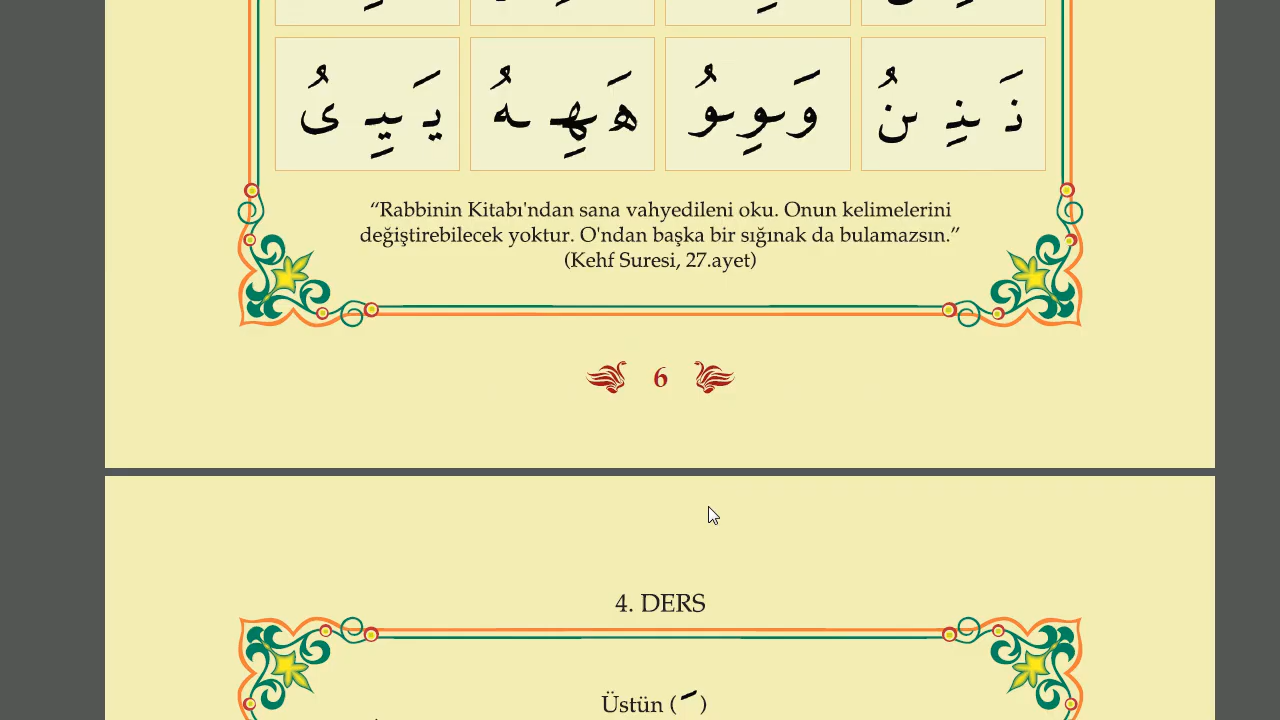 نَ نِ نُ
وَ وِ وُ
هَ هِ هُ
يَ يِ ىُ
“Rabbinin Kitabı'ndan sana vahyedileni oku. Onun kelimelerini
değiştirebilecek yoktur. O'ndan başka bir sığınak da bulamazsın.”
(Kehf Suresi, 27.ayet)
6
4. DERS
Üstün ( َ )